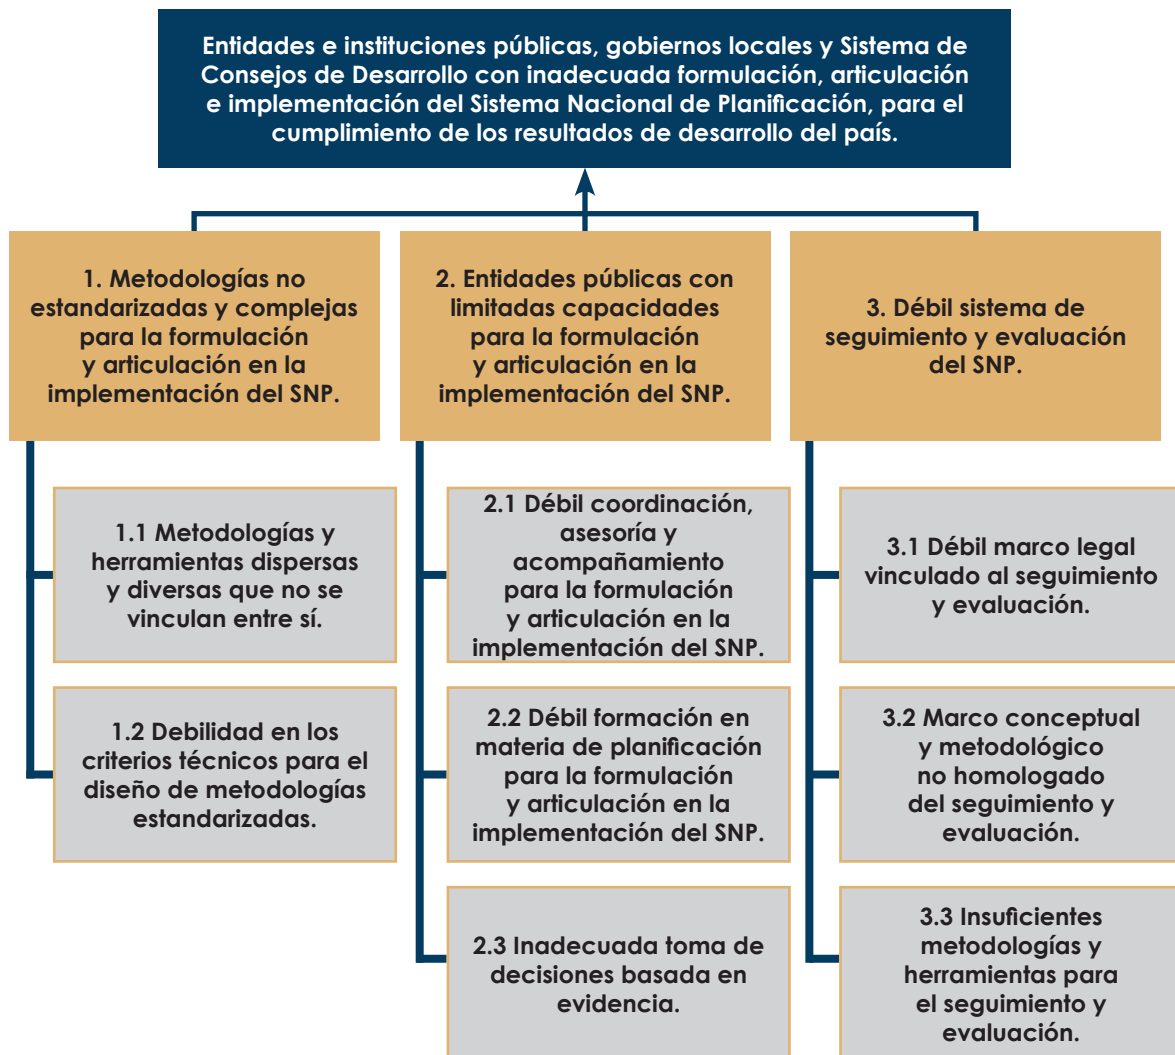 Entidades e instituciones públicas, gobiernos locales y Sistema de
Consejos de Desarrollo con inadecuada formulación, articulación
e implementación del Sistema Nacional de Planificación, para el
cumplimiento de los resultados de desarrollo del país.
1. Metodologías no
estandarizadas y complejas
para la formulación
y articulación en la
implementación del SNP.
1.1 Metodologías y
herramientas dispersas
y diversas que no se
vinculan entre sí.
1.2 Debilidad en los
criterios técnicos para el
diseño de metodologías
estandarizadas.
2. Entidades públicas con
limitadas capacidades
para la formulación
y articulación en la
implementación del SNP.
2.1 Débil coordinación,
asesoría y
acompañamiento
para la formulación
y articulación en la
implementación del SNP.
2.2 Débil formación en
materia de planificación
para la formulación
y articulación en la
implementación del SNP.
2.3 Inadecuada toma de
decisiones basada en
evidencia.
3. Débil sistema de
seguimiento y evaluación
del SNP.
3.1 Débil marco legal
vinculado al seguimiento
y evaluación.
3.2 Marco conceptual
y metodológico
no homologado
del seguimiento y
evaluación.
3.3 Insuficientes
metodologías y
herramientas para
el seguimiento y
evaluación.